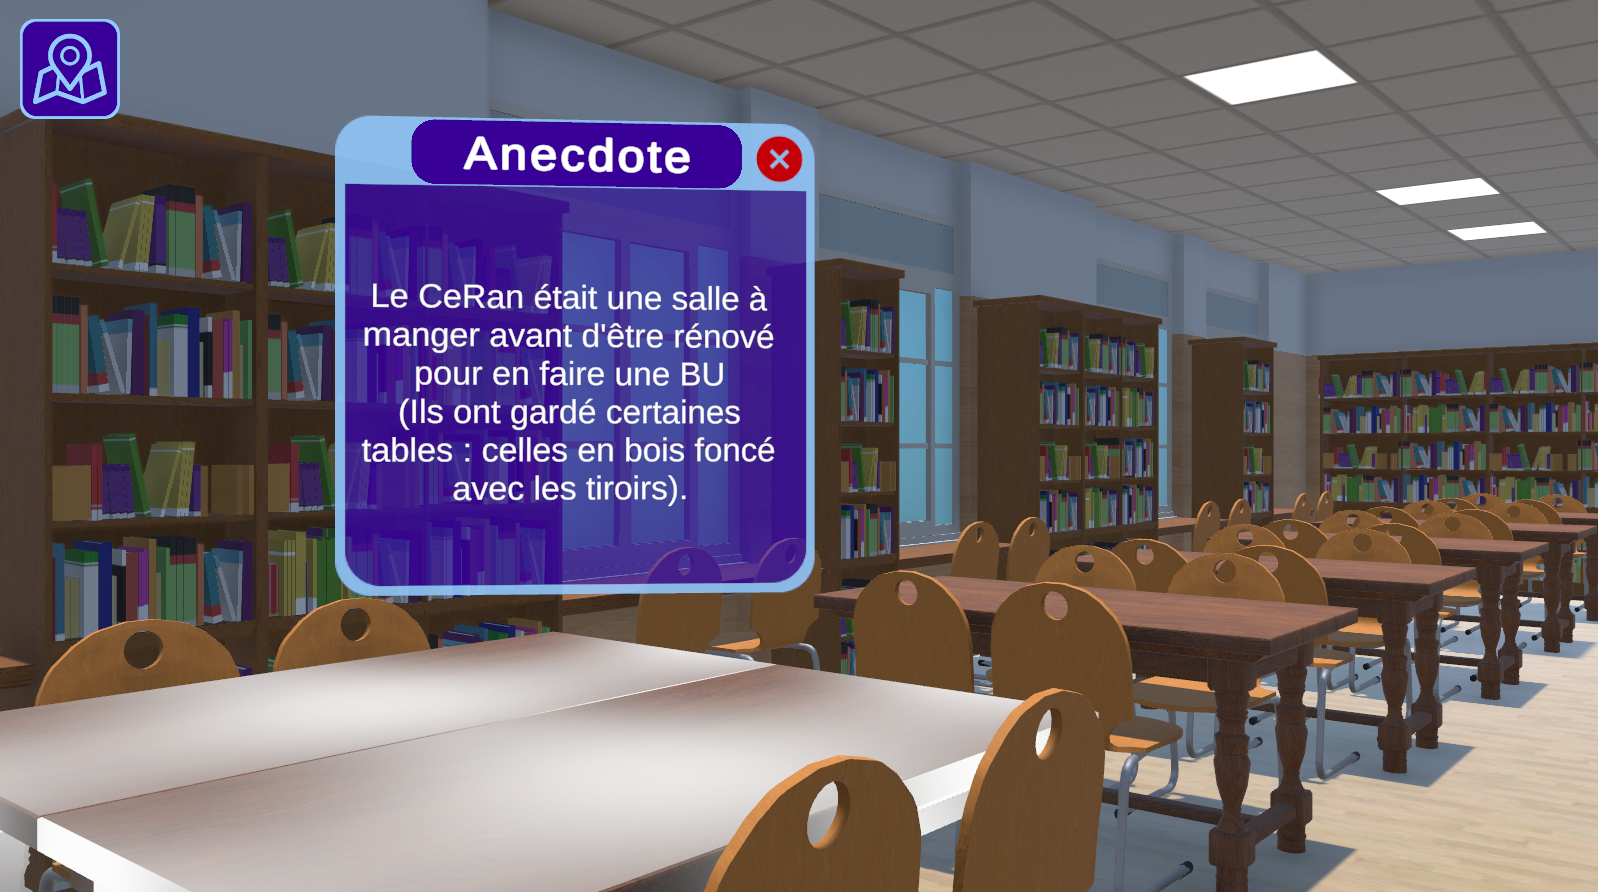 Anecdote
Le CeRan était une salle à
manger avant d'être rénové
pour en faire une BU
(Ils ont gardé certaines
tables : celles en bois foncé
avec les tiroirs).